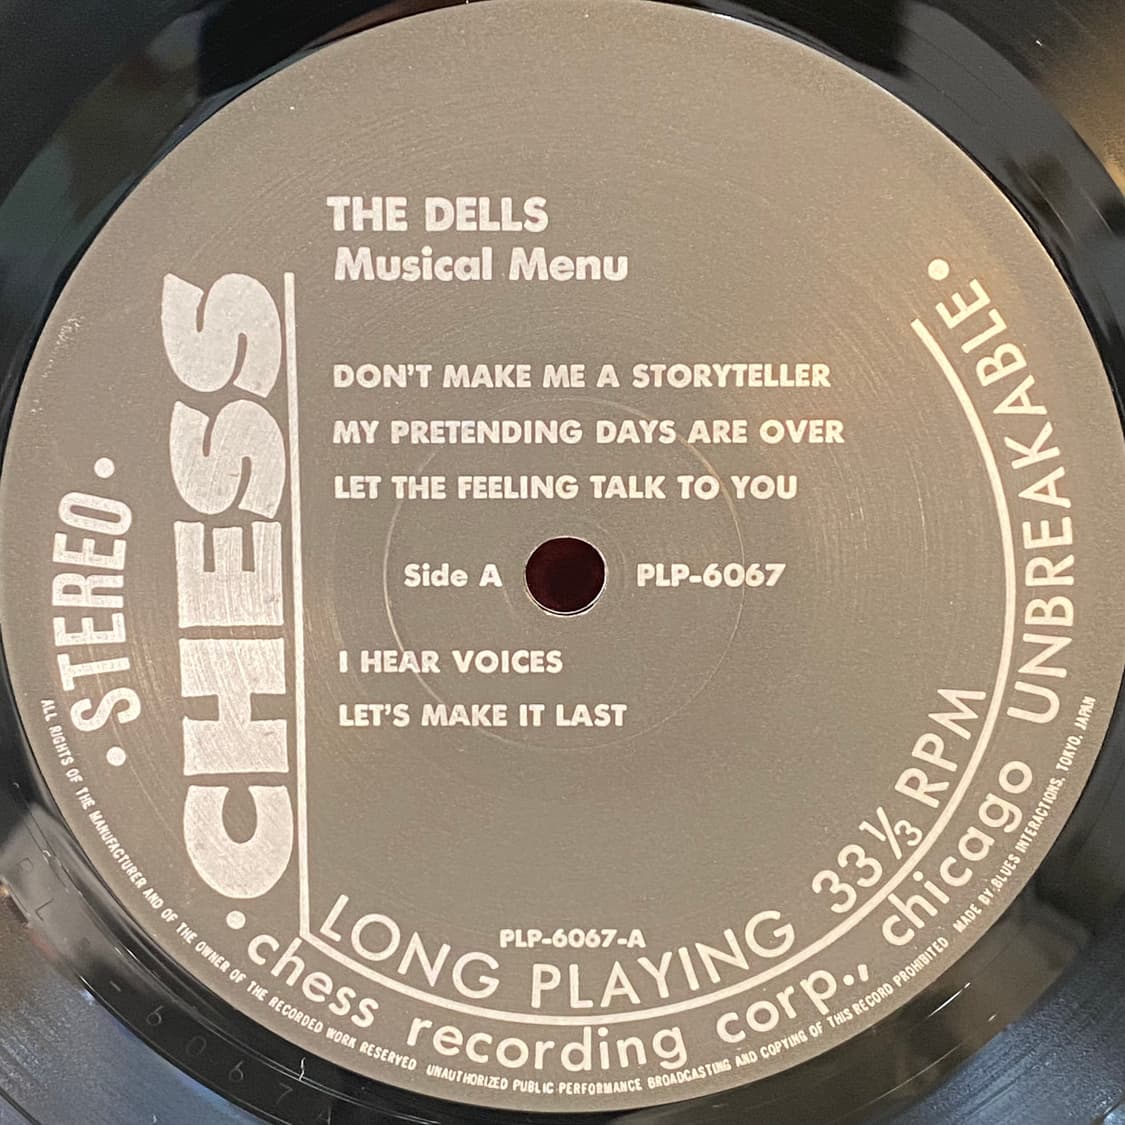 THE DELLS
Musical Menu
DON'T MAKE ME A STORYTELLER
MY PRETENDING DAYS ARE OVER
LET THE FEELING TALK TO YOU
Side A
PLP-6067
I HEAR VOICES
LET'S MAKE IT LAST
PLP-6067-A
• STEREO •
CHESS
LONG PLAYING 33⅓ RPM
• chess recording corp., chicago UNBREAKABLE •
ALL RIGHTS OF THE MANUFACTURER AND OF THE OWNER OF THE RECORDED WORK RESERVED UNAUTHORIZED PUBLIC PERFORMANCE BROADCASTING AND COPYING OF THIS RECORD PROHIBITED MADE BY BLUES INTERACTIONS, TOKYO, JAPAN